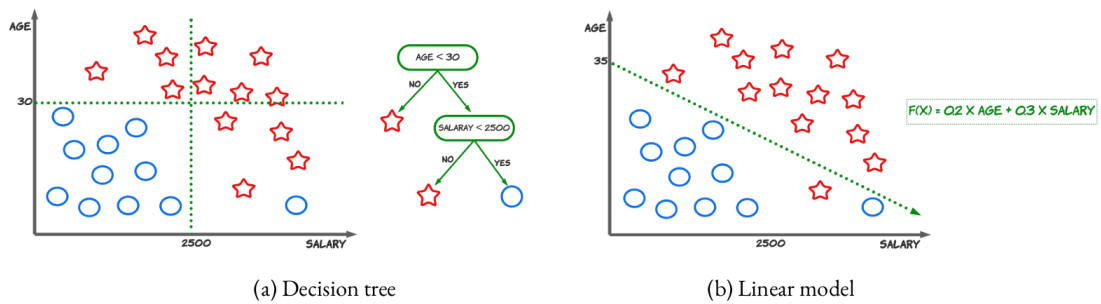 AGE
30
2500
SALARY
AGE < 30
NO
YES
SALARAY < 2500
NO
YES
(a) Decision tree
AGE
35
2500
SALARY
F(X) = 0.2 X AGE + 0.3 X SALARY
(b) Linear model